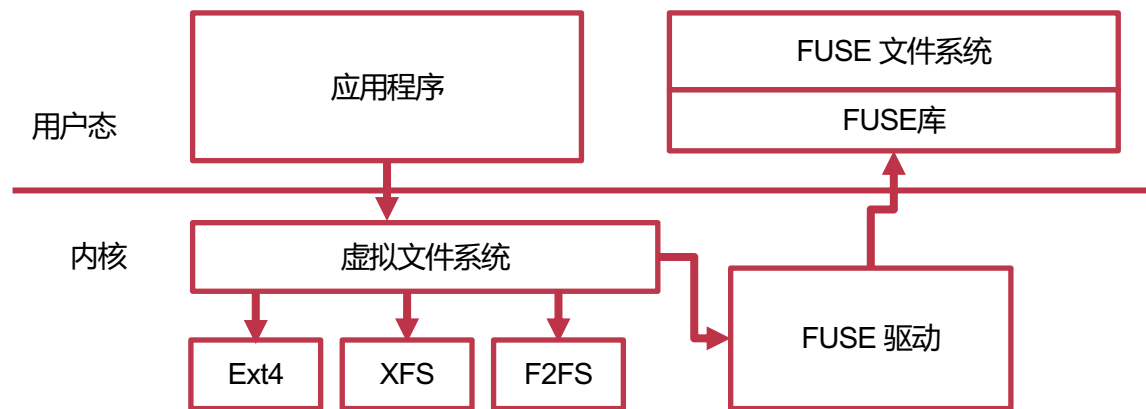 应用程序
FUSE 文件系统
FUSE库
用户态
内核
虚拟文件系统
FUSE 驱动
Ext4
XFS
F2FS